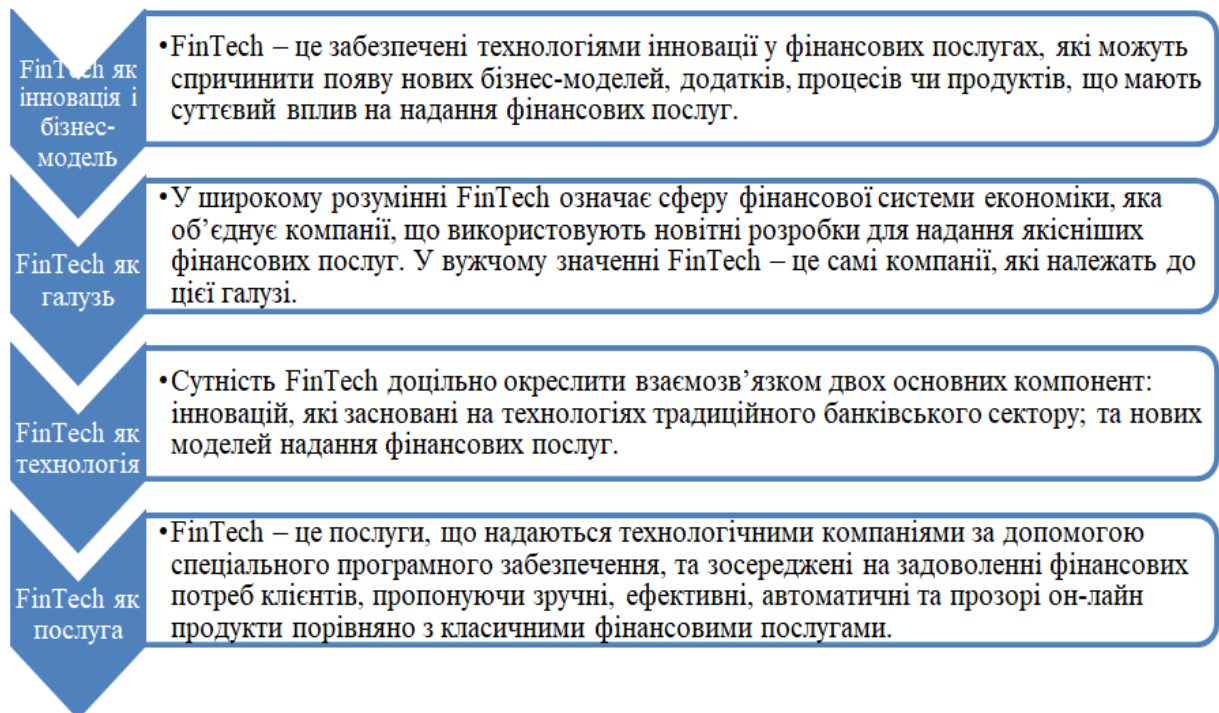 FinTech як
інновація і
бізнес-
модель
•FinTech – це забезпечені технологіями інновації у фінансових послугах, які можуть
спричинити появу нових бізнес-моделей, додатків, процесів чи продуктів, що мають
суттєвий вплив на надання фінансових послуг.
FinTech як
галузь
•У широкому розумінні FinTech означає сферу фінансової системи економіки, яка
об’єднує компанії, що використовують новітні розробки для надання якісніших
фінансових послуг. У вужчому значенні FinTech – це самі компанії, які належать до
цієї галузі.
FinTech як
технологія
•Сутність FinTech доцільно окреслити взаємозв’язком двох основних компонент:
інновацій, які засновані на технологіях традиційного банківського сектору; та нових
моделей надання фінансових послуг.
FinTech як
послуга
•FinTech – це послуги, що надаються технологічними компаніями за допомогою
спеціального програмного забезпечення, та зосереджені на задоволенні фінансових
потреб клієнтів, пропонуючи зручні, ефективні, автоматичні та прозорі он-лайн
продукти порівняно з класичними фінансовими послугами.